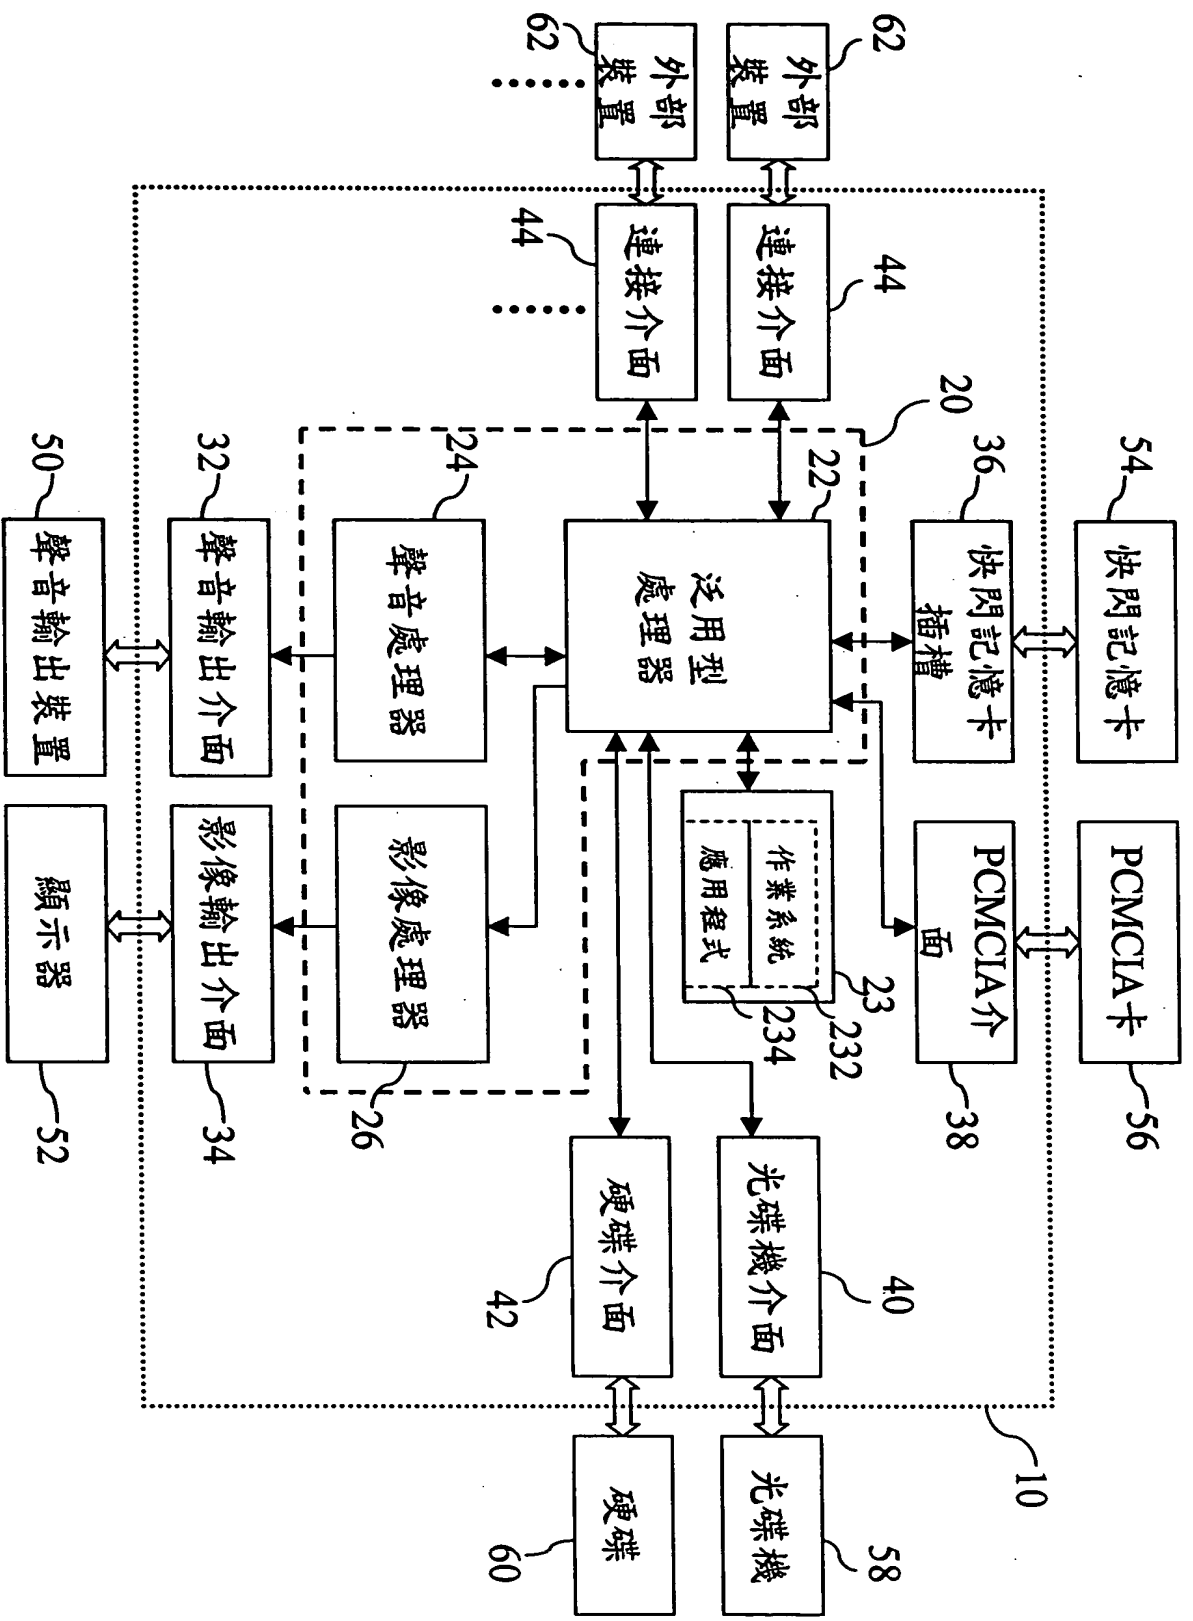 54
快閃記憶卡
PCMCIA卡
56
10
36
快閃記憶卡
插槽
PCMCIA介
面
38
20
62
外部
裝置
44
連接介面
22
泛用型
處理器
23
作業系統
232
應用程式
234
40
光碟機介面
58
光碟機
62
外部
裝置
44
連接介面
42
硬碟介面
60
硬碟
24
聲音處理器
影像處理器
26
32
聲音輸出介面
影像輸出介面
34
50
聲音輸出裝置
顯示器
52